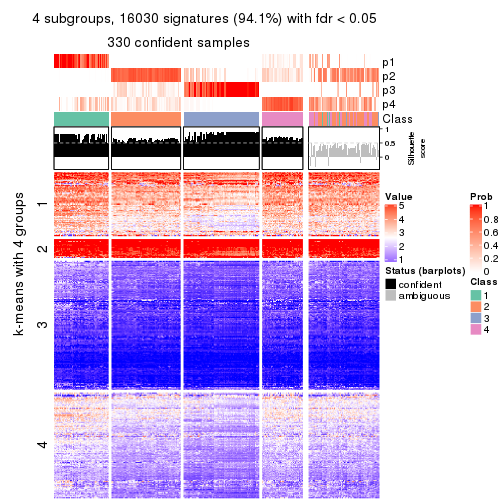 4 subgroups, 16030 signatures (94.1%) with fdr < 0.05
330 confident samples
p1
p2
p3
p4
Class
1
0.5
0
Silhouette
score
k-means with 4 groups
1
2
3
4
Value
5
4
3
2
1
Status (barplots)
confident
ambiguous
Prob
1
0.8
0.6
0.4
0.2
0
Class
1
2
3
4